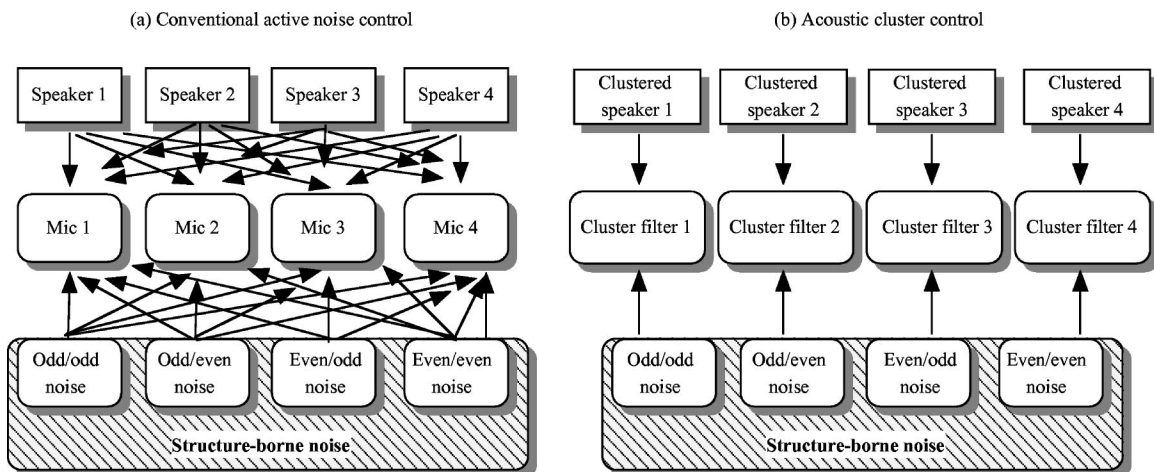 (a) Conventional active noise control
Speaker 1
Speaker 2
Speaker 3
Speaker 4
Mic 1
Mic 2
Mic 3
Mic 4
Odd/odd
noise
Odd/even
noise
Even/odd
noise
Even/even
noise
Structure-borne noise
(b) Acoustic cluster control
Clustered
speaker 1
Clustered
speaker 2
Clustered
speaker 3
Clustered
speaker 4
Cluster filter 1
Cluster filter 2
Cluster filter 3
Cluster filter 4
Odd/odd
noise
Odd/even
noise
Even/odd
noise
Even/even
noise
Structure-borne noise